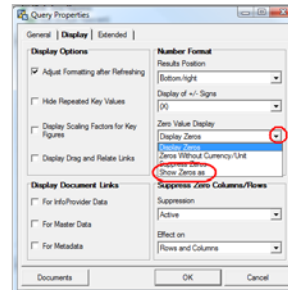 Query Properties
General | Display | Extended
Display Options
Adjust Formatting after Refreshing
Hide Repeated Key Values
Display Scaling Factors for Key Figures
Display Drag and Relate Links
Number Format
Results Position
Bottom/right
Display of +/- Signs
(X)
Zero Value Display
Display Zeros
Display Zeros
Zeros Without Currency/Unit
Suppress Zeros
Show Zeros as
Display Document Links
For InfoProvider Data
For Master Data
For Metadata
Suppress Zero Columns/Rows
Suppression
Active
Effect on
Rows and Columns
Documents
OK
Cancel